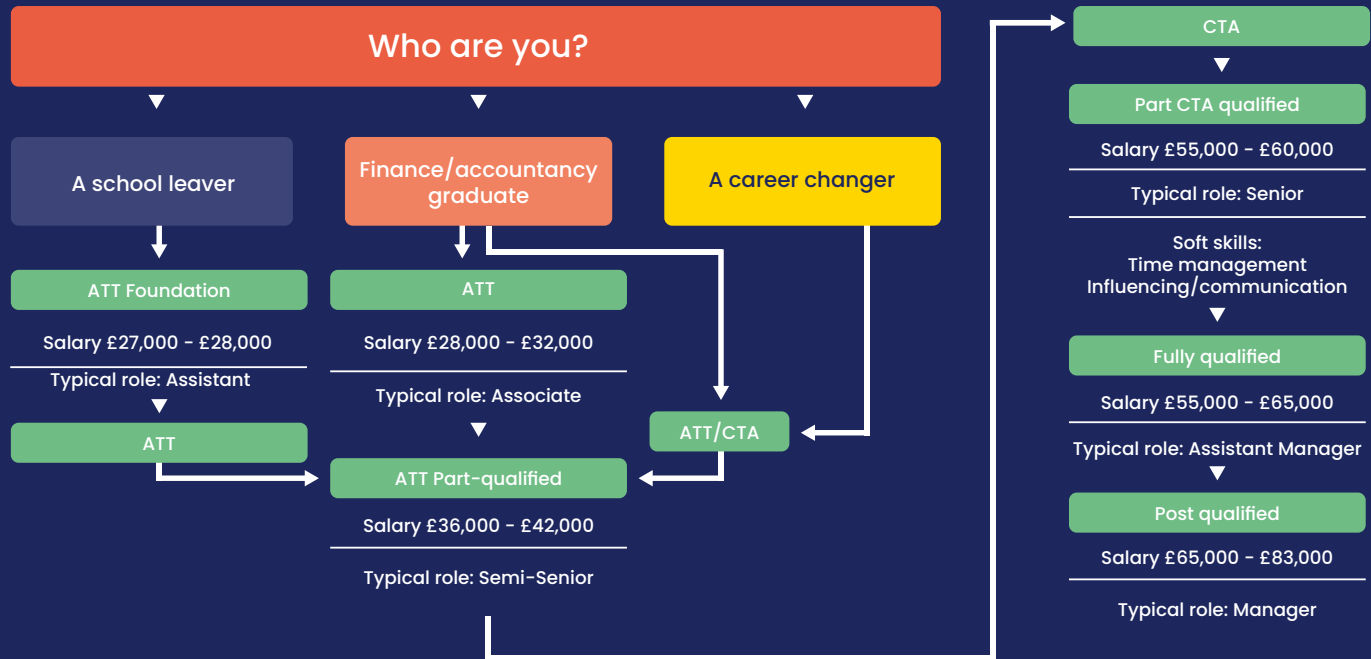 Who are you?
A school leaver
Finance/accountancy
graduate
A career changer
ATT Foundation
Salary £27,000 - £28,000
Typical role: Assistant
ATT
ATT
Salary £28,000 - £32,000
Typical role: Associate
ATT/CTA
ATT Part-qualified
Salary £36,000 - £42,000
Typical role: Semi-Senior
CTA
Part CTA qualified
Salary £55,000 - £60,000
Typical role: Senior
Soft skills:
Time management
Influencing/communication
Fully qualified
Salary £55,000 - £65,000
Typical role: Assistant Manager
Post qualified
Salary £65,000 - £83,000
Typical role: Manager